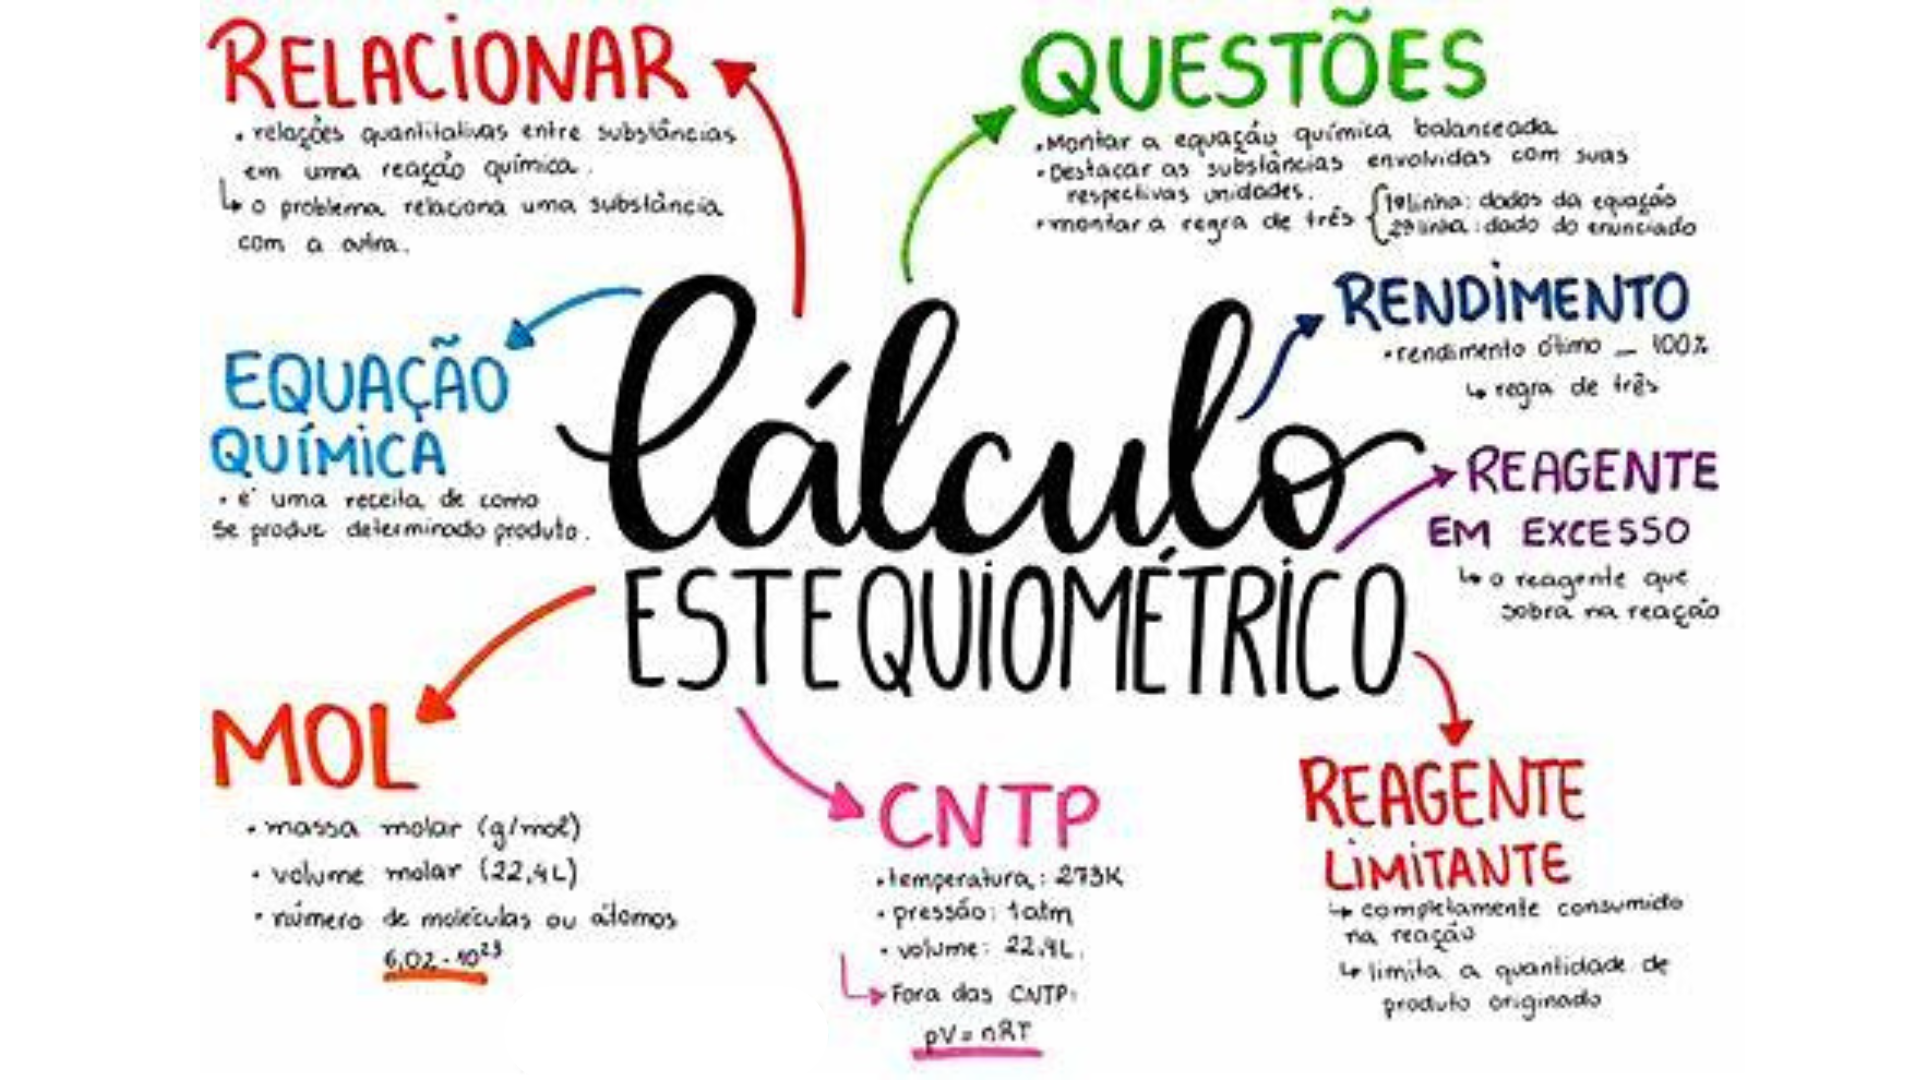 RELACIONAR
• relações quantitativas entre substâncias
em uma reação química.
↳ o problema relaciona uma substância
com a outra.
QUESTÕES
• Montar a equação química balanceada
• Destacar as substâncias envolvidas com suas
respectivas unidades.
• montar a regra de três { 1ª linha: dados da equação
2ª linha: dado do enunciado
EQUAÇÃO
QUÍMICA
• é uma receita de como
se produz determinado produto.
Cálculo
ESTEQUIOMÉTRICO
RENDIMENTO
• rendimento ótimo _ 100%
↳ regra de três
REAGENTE
EM EXCESSO
↳ o reagente que
sobra na reação
MOL
• massa molar (g/mol)
• volume molar (22,4L)
• número de moléculas ou átomos
6,02 · 10²³
CNTP
• temperatura: 273K
• pressão: 1atm
• volume: 22,4L.
↳ Fora das CNTP:
pV = nRT
REAGENTE
LIMITANTE
↳ completamente consumido
na reação
↳ limita a quantidade de
produto originado